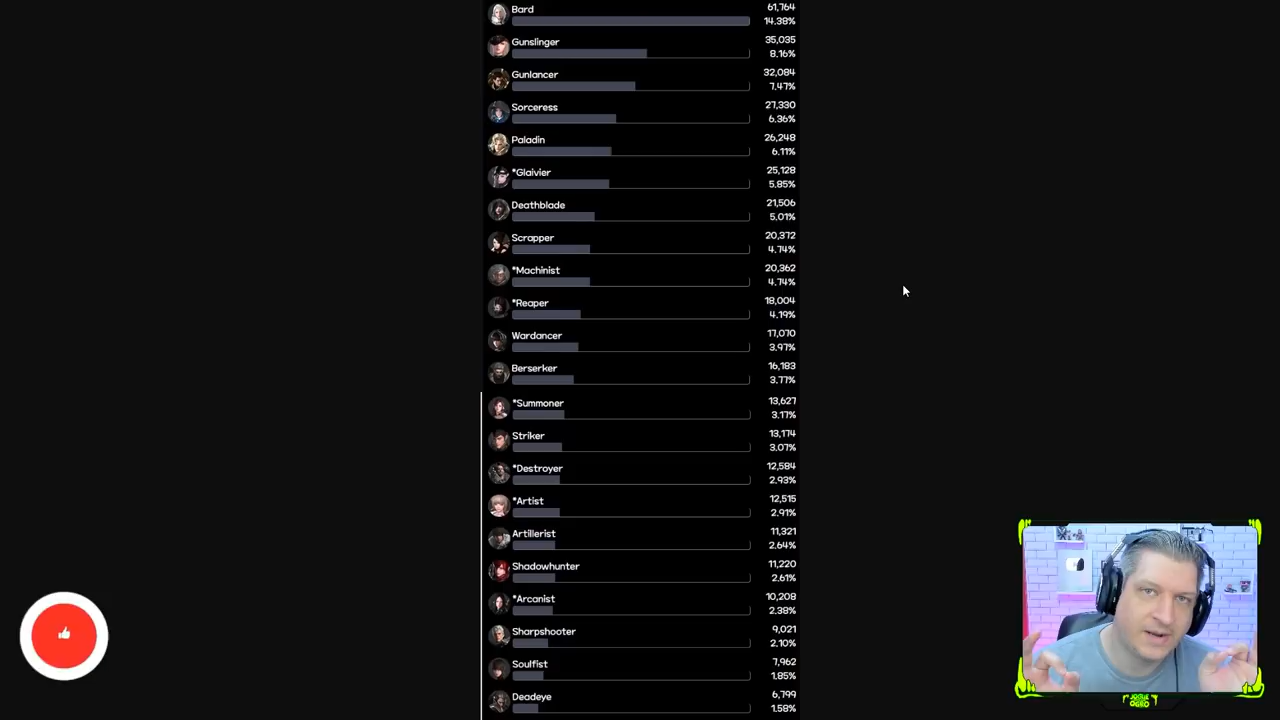 Bard
61,764
14.38%
Gunslinger
35,035
8.16%
Gunlancer
32,084
7.47%
Sorceress
27,330
6.36%
Paladin
26,248
6.11%
*Glaivier
25,128
5.85%
Deathblade
21,506
5.01%
Scrapper
20,372
4.74%
*Machinist
20,362
4.74%
*Reaper
18,004
4.19%
Wardancer
17,070
3.97%
Berserker
16,183
3.77%
*Summoner
13,627
3.17%
Striker
13,174
3.07%
*Destroyer
12,584
2.93%
*Artist
12,515
2.91%
Artillerist
11,321
2.64%
Shadowhunter
11,220
2.61%
*Arcanist
10,208
2.38%
Sharpshooter
9,021
2.10%
Soulfist
7,962
1.85%
Deadeye
6,799
1.58%
JOGUE
OGRO